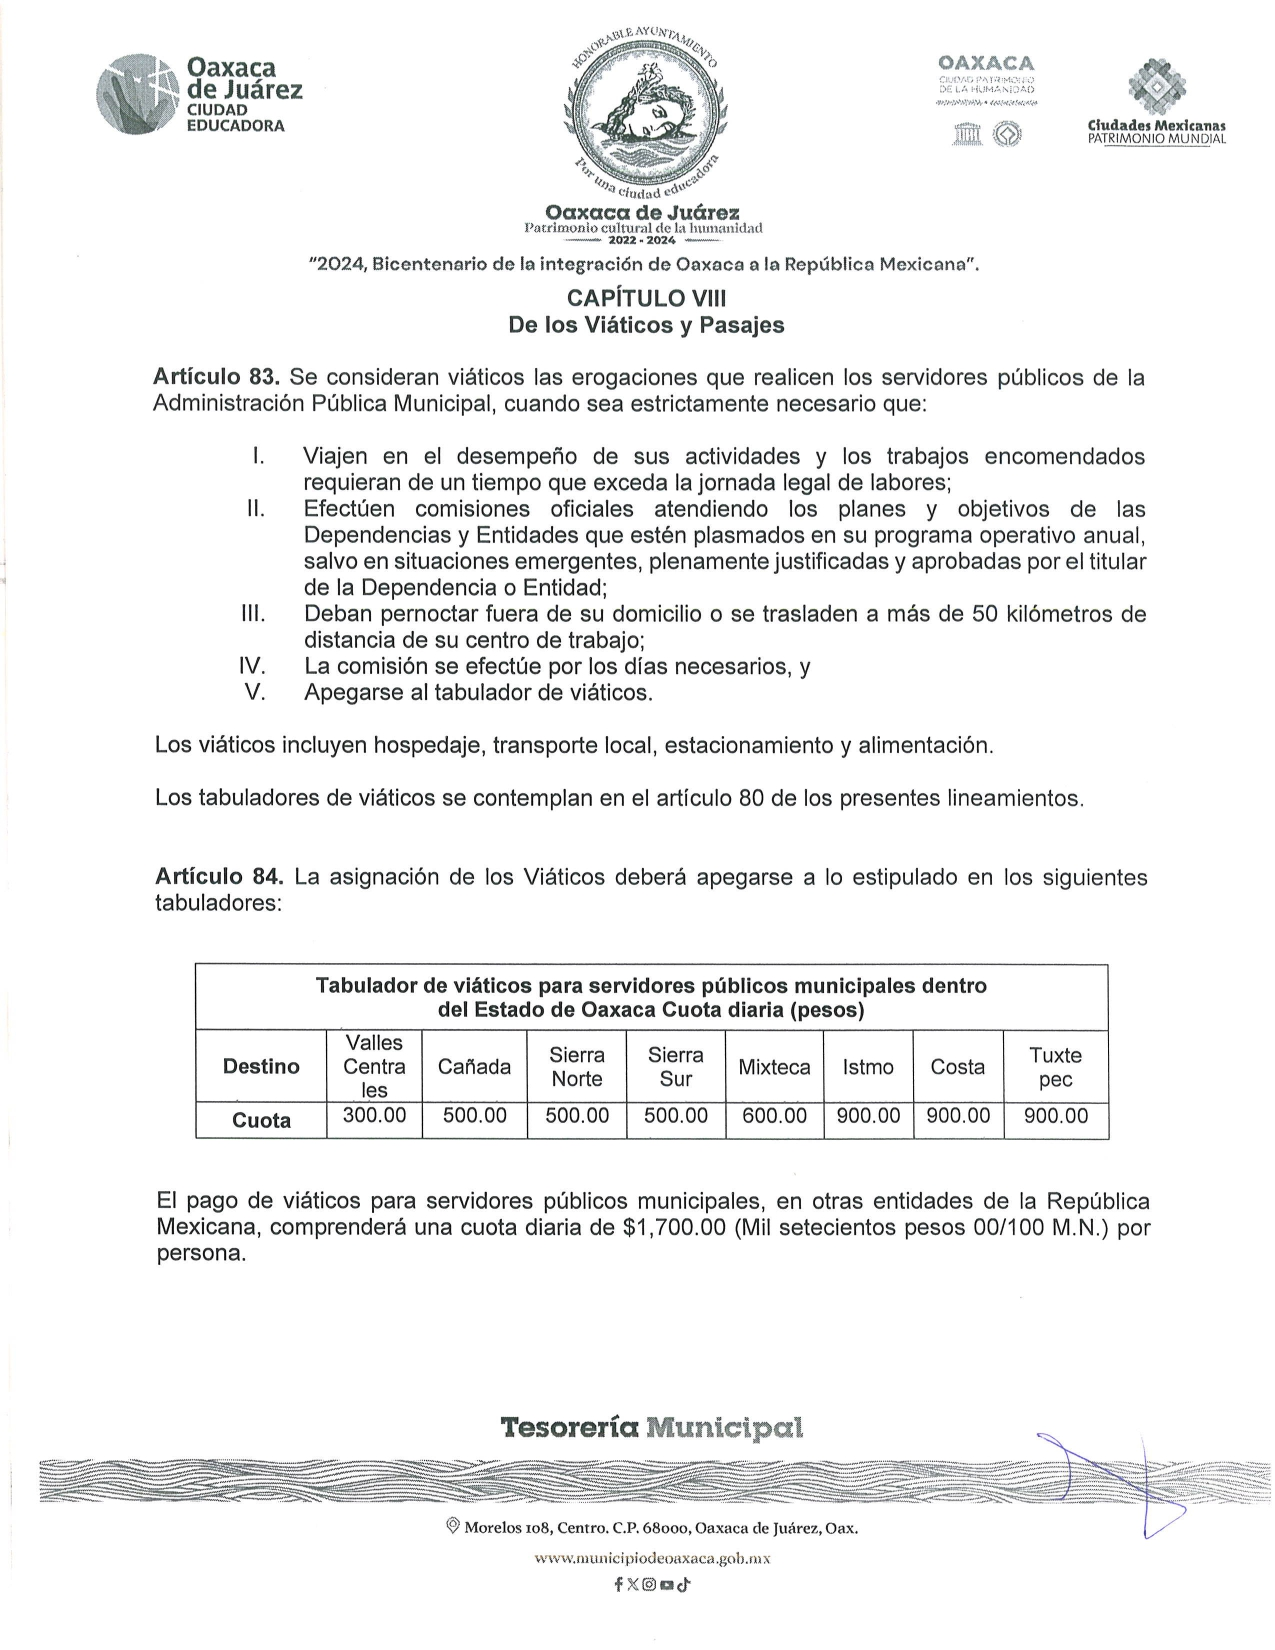 Oaxaca
de Juárez
CIUDAD
EDUCADORA
HONORABLE AYUNTAMIENTO
Por una ciudad educadora
Oaxaca de Juárez
Patrimonio cultural de la humanidad
2022 - 2024
OAXACA
CIUDAD PATRIMONIO
DE LA HUMANIDAD
Ciudades Mexicanas
PATRIMONIO MUNDIAL
"2024, Bicentenario de la integración de Oaxaca a la República Mexicana".
CAPÍTULO VIII
De los Viáticos y Pasajes
Artículo 83. Se consideran viáticos las erogaciones que realicen los servidores públicos de la
Administración Pública Municipal, cuando sea estrictamente necesario que:
I. Viajen en el desempeño de sus actividades y los trabajos encomendados
requieran de un tiempo que exceda la jornada legal de labores;
II. Efectúen comisiones oficiales atendiendo los planes y objetivos de las
Dependencias y Entidades que estén plasmados en su programa operativo anual,
salvo en situaciones emergentes, plenamente justificadas y aprobadas por el titular
de la Dependencia o Entidad;
III. Deban pernoctar fuera de su domicilio o se trasladen a más de 50 kilómetros de
distancia de su centro de trabajo;
IV. La comisión se efectúe por los días necesarios, y
V. Apegarse al tabulador de viáticos.
Los viáticos incluyen hospedaje, transporte local, estacionamiento y alimentación.
Los tabuladores de viáticos se contemplan en el artículo 80 de los presentes lineamientos.
Artículo 84. La asignación de los Viáticos deberá apegarse a lo estipulado en los siguientes
tabuladores:
Tabulador de viáticos para servidores públicos municipales dentro
del Estado de Oaxaca Cuota diaria (pesos)
Destino
Valles
Centra
les
Cañada
Sierra
Norte
Sierra
Sur
Mixteca
Istmo
Costa
Tuxte
pec
Cuota 300.00 500.00 500.00 500.00 600.00 900.00 900.00 900.00
El pago de viáticos para servidores públicos municipales, en otras entidades de la República
Mexicana, comprenderá una cuota diaria de $1,700.00 (Mil setecientos pesos 00/100 M.N.) por
persona.
Tesorería Municipal
Morelos 108, Centro. C.P. 68000, Oaxaca de Juárez, Oax.
www.municipiodeoaxaca.gob.mx